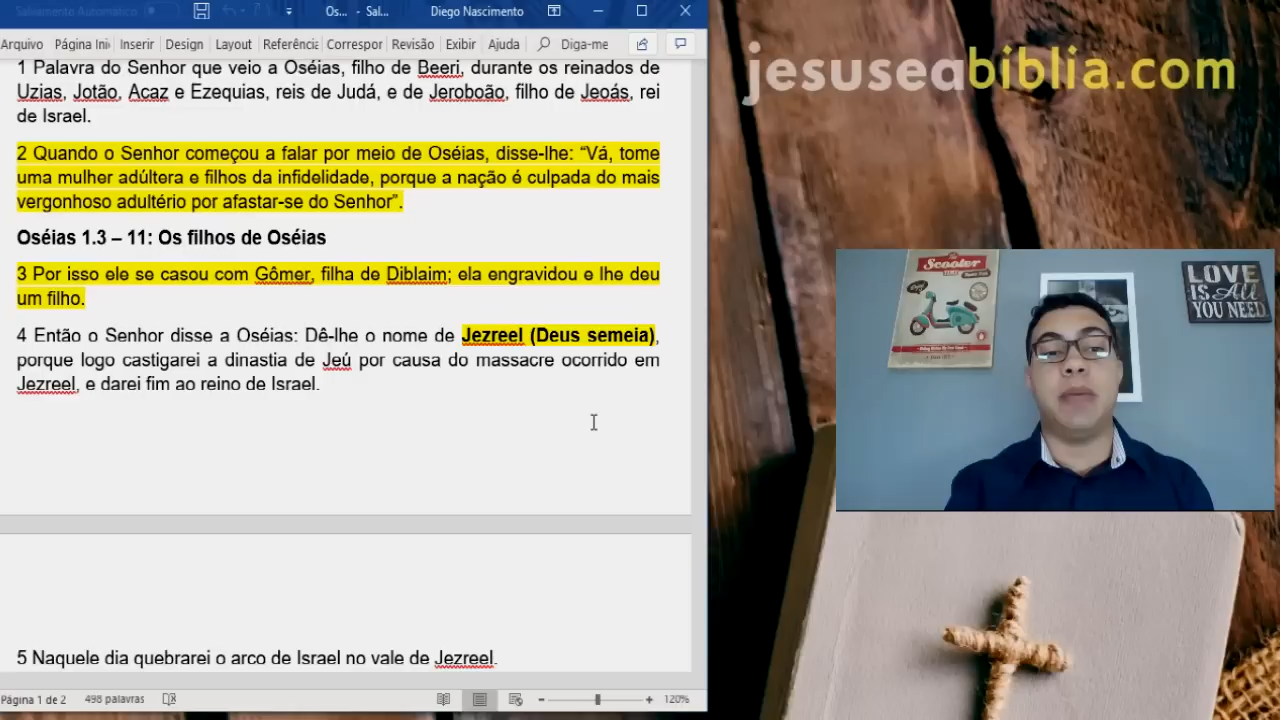 Salvamento Automático
Os... - Sal...
Diego Nascimento
Arquivo
Página Ini
Inserir
Design
Layout
Referência
Correspor
Revisão
Exibir
Ajuda
Diga-me
1 Palavra do Senhor que veio a Oséias, filho de Beeri, durante os reinados de
Uzias, Jotão, Acaz e Ezequias, reis de Judá, e de Jeroboão, filho de Jeoás, rei
de Israel.
2 Quando o Senhor começou a falar por meio de Oséias, disse-lhe: “Vá, tome
uma mulher adúltera e filhos da infidelidade, porque a nação é culpada do mais
vergonhoso adultério por afastar-se do Senhor”.
Oséias 1.3 – 11: Os filhos de Oséias
3 Por isso ele se casou com Gômer, filha de Diblaim; ela engravidou e lhe deu
um filho.
4 Então o Senhor disse a Oséias: Dê-lhe o nome de Jezreel (Deus semeia),
porque logo castigarei a dinastia de Jeú por causa do massacre ocorrido em
Jezreel, e darei fim ao reino de Israel.
5 Naquele dia quebrarei o arco de Israel no vale de Jezreel.
Página 1 de 2
498 palavras
120%
jesuseabiblia.com
Scooter
LOVE
IS All
YOU NEED